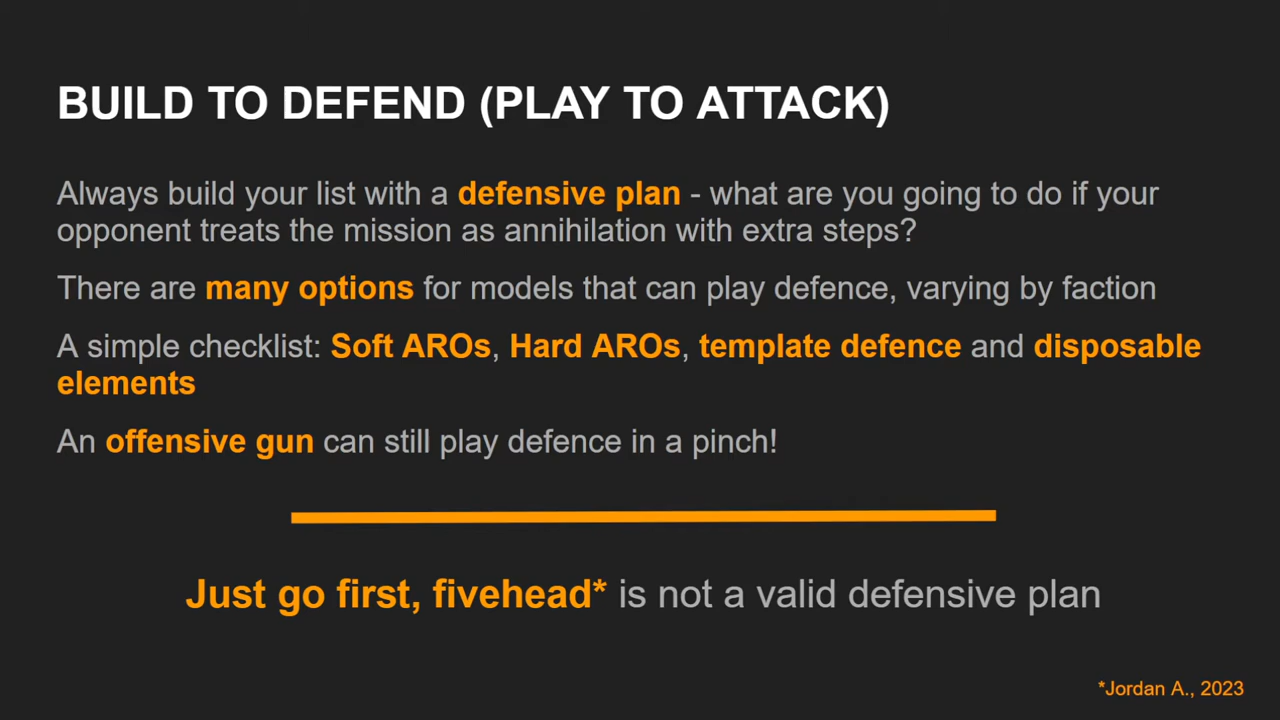 BUILD TO DEFEND (PLAY TO ATTACK)
Always build your list with a defensive plan - what are you going to do if your
opponent treats the mission as annihilation with extra steps?
There are many options for models that can play defence, varying by faction
A simple checklist: Soft AROs, Hard AROs, template defence and disposable
elements
An offensive gun can still play defence in a pinch!
Just go first, fivehead* is not a valid defensive plan
*Jordan A., 2023